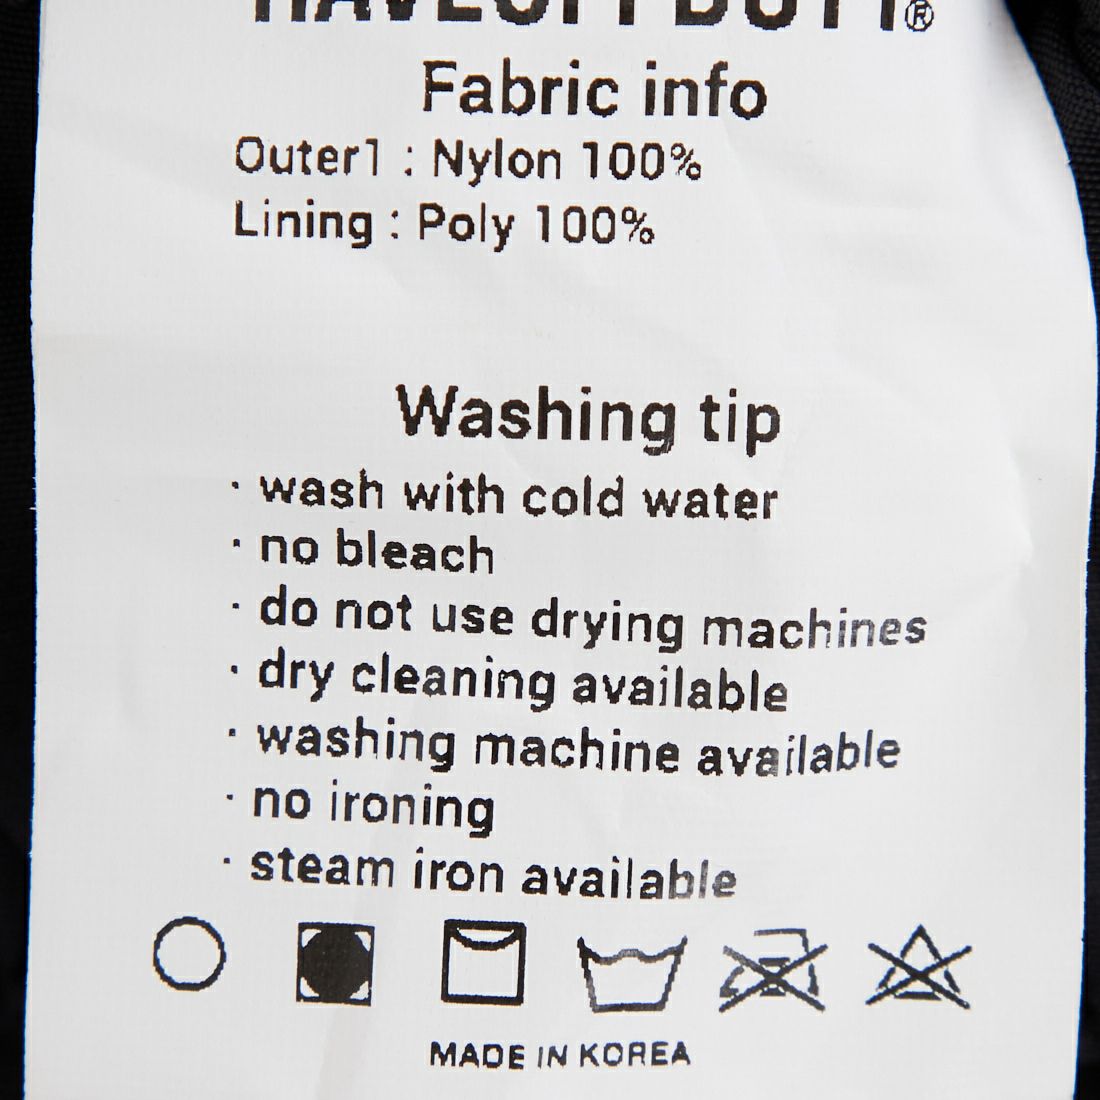 Fabric info
Outer1 : Nylon 100%
Lining : Poly 100%
Washing tip
· wash with cold water
· no bleach
· do not use drying machines
· dry cleaning available
· washing machine available
· no ironing
· steam iron available
MADE IN KOREA